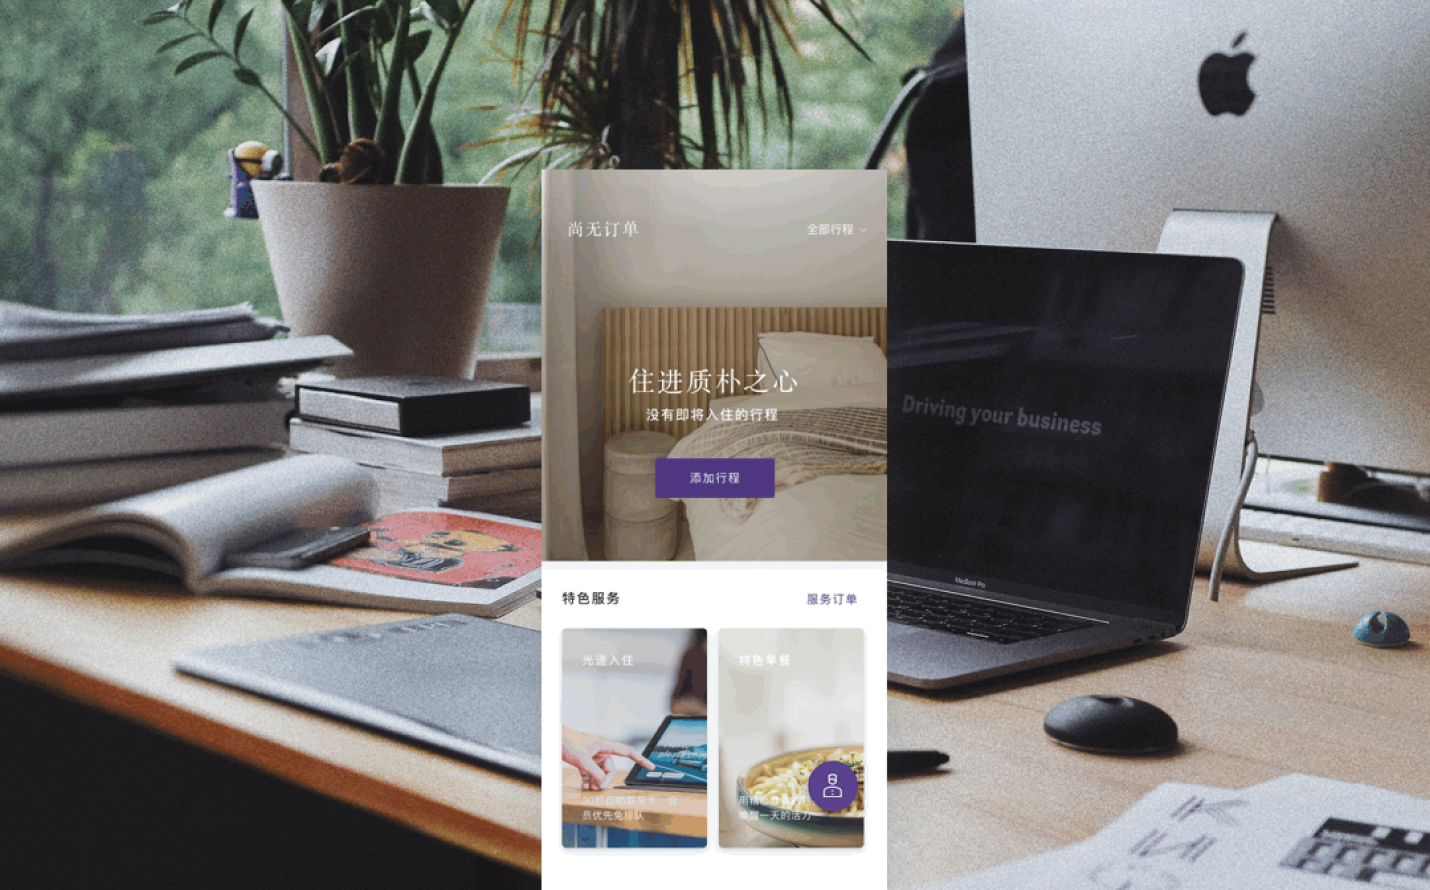 尚无订单
全部行程
住进质朴之心
没有即将入住的行程
添加行程
Driving your business
MacBook Pro
特色服务
服务订单
光速入住
特色早餐
30秒自助取房卡，会
员优先免排队
用精心
唤醒一天的活力